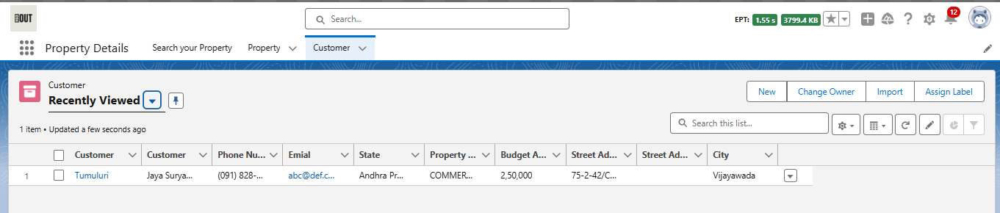 OUT
Search...
EPT: 1.55 s 3799.4 KB
12
Property Details Search your Property Property Customer
Customer
Recently Viewed
New Change Owner Import Assign Label
1 item • Updated a few seconds ago
Search this list...
Customer Customer Phone Nu... Emial State Property ... Budget A... Street Ad... Street Ad... City
1 Tumuluri Jaya Surya... (091) 828-... abc@def.c... Andhra Pr... COMMER... 2,50,000 75-2-42/C... Vijayawada